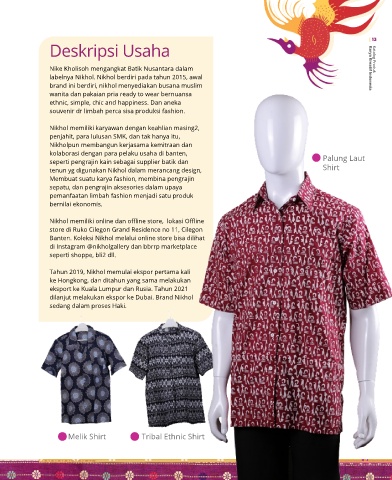 Deskripsi Usaha
Nike Kholisoh mengangkat Batik Nusantara dalam
labelnya Nikhol. Nikhol berdiri pada tahun 2015, awal
brand ini berdiri, nikhol menyediakan busana muslim
wanita dan pakaian pria ready to wear bernuansa
ethnic, simple, chic and happiness. Dan aneka
souvenir dr limbah perca sisa produksi fashion.
Nikhol memiliki karyawan dengan keahlian masing2,
penjahit, para lulusan SMK, dan tak hanya itu,
Nikholpun membangun kerjasama kemitraan dan
kolaborasi dengan para pelaku usaha di banten,
seperti pengrajin kain sebagai supplier batik dan
tenun yg digunakan Nikhol dalam merancang design,
Membuat suatu karya fashion, membina pengrajin
sepatu, dan pengrajin aksesories dalam upaya
pemanfaatan limbah fashion menjadi satu produk
bernilai ekonomis.
Nikhol memiliki online dan offline store, lokasi Offline
store di Ruko Cilegon Grand Residence no 11, Cilegon
Banten. Koleksi Nikhol melalui online store bisa dilihat
di Instagram @nikholgallery dan bbrrp marketplace
seperti shoppe, bli2 dll.
Tahun 2019, Nikhol memulai ekspor pertama kali
ke Hongkong, dan ditahun yang sama melakukan
eksport ke Kuala Lumpur dan Rusia. Tahun 2021
dilanjut melakukan ekspor ke Dubai. Brand Nikhol
sedang dalam proses Haki.
Katalog Produk
Karya Kreatif Indonesia
Palung Laut
Shirt
Melik Shirt
Tribal Ethnic Shirt